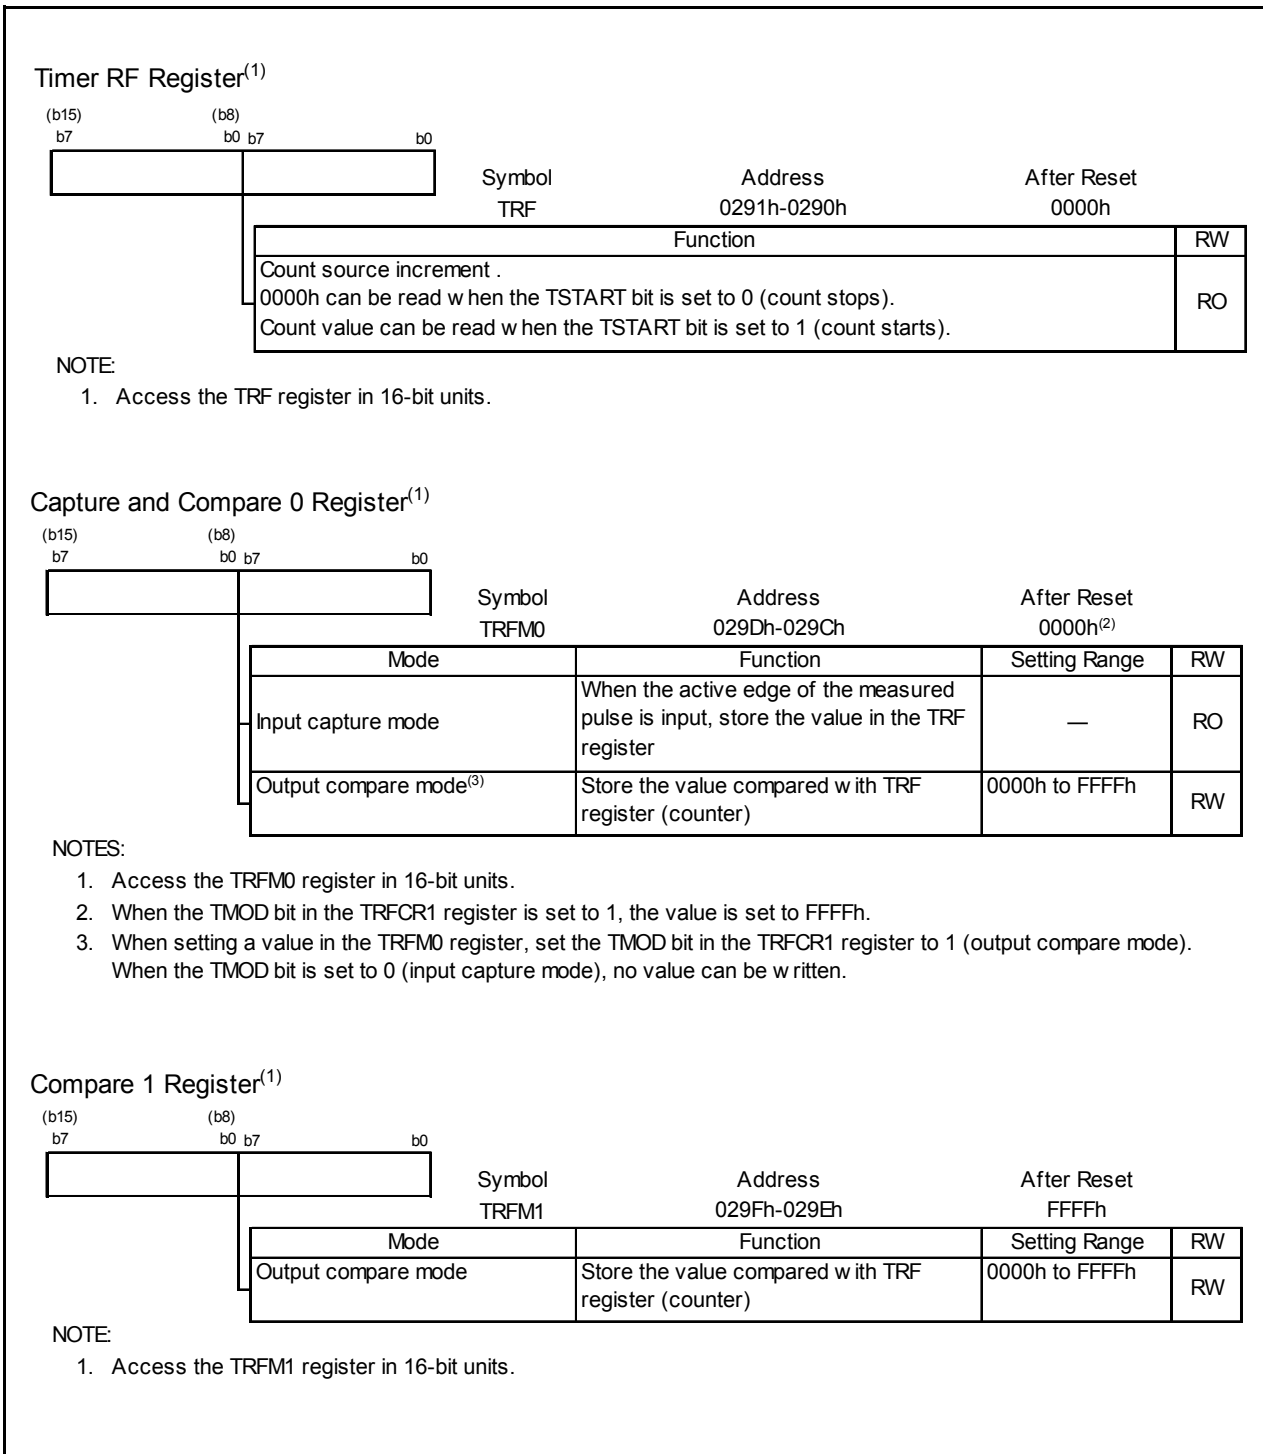 Timer RF Register(1)
(b15) (b8)
b7 b0 b7 b0
Symbol Address After Reset
TRF 0291h-0290h 0000h
Function RW
Count source increment .
0000h can be read w hen the TSTART bit is set to 0 (count stops).
Count value can be read w hen the TSTART bit is set to 1 (count starts).
RO
NOTE:
1. Access the TRF register in 16-bit units.
Capture and Compare 0 Register(1)
(b15) (b8)
b7 b0 b7 b0
Symbol Address After Reset
TRFM0 029Dh-029Ch 0000h(2)
Mode Function Setting Range RW
Input capture mode
When the active edge of the measured
pulse is input, store the value in the TRF
register
— RO
Output compare mode(3)
Store the value compared w ith TRF
register (counter)
0000h to FFFFh
RW
NOTES:
1. Access the TRFM0 register in 16-bit units.
2. When the TMOD bit in the TRFCR1 register is set to 1, the value is set to FFFFh.
3. When setting a value in the TRFM0 register, set the TMOD bit in the TRFCR1 register to 1 (output compare mode).
When the TMOD bit is set to 0 (input capture mode), no value can be w ritten.
Compare 1 Register(1)
(b15) (b8)
b7 b0 b7 b0
Symbol Address After Reset
TRFM1 029Fh-029Eh FFFFh
Mode Function Setting Range RW
Output compare mode
Store the value compared w ith TRF
register (counter)
0000h to FFFFh
RW
NOTE:
1. Access the TRFM1 register in 16-bit units.